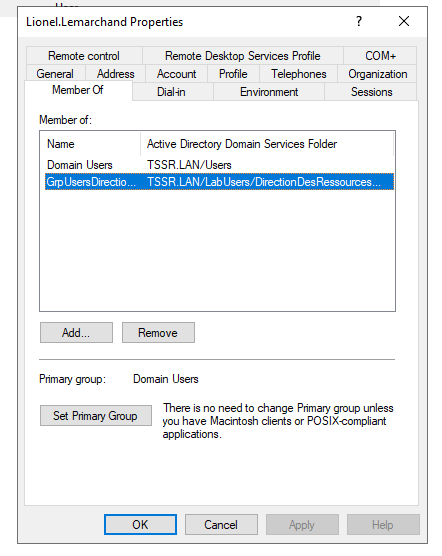 Lionel.Lemarchand Properties
Remote control Remote Desktop Services Profile COM+
General Address Account Profile Telephones Organization
Member Of Dial-in Environment Sessions
Member of:
Name Active Directory Domain Services Folder
Domain Users TSSR.LAN/Users
GrpUsersDirectio... TSSR.LAN/LabUsers/DirectionDesRessources...
Add... Remove
Primary group: Domain Users
Set Primary Group
There is no need to change Primary group unless
you have Macintosh clients or POSIX-compliant
applications.
OK Cancel Apply Help